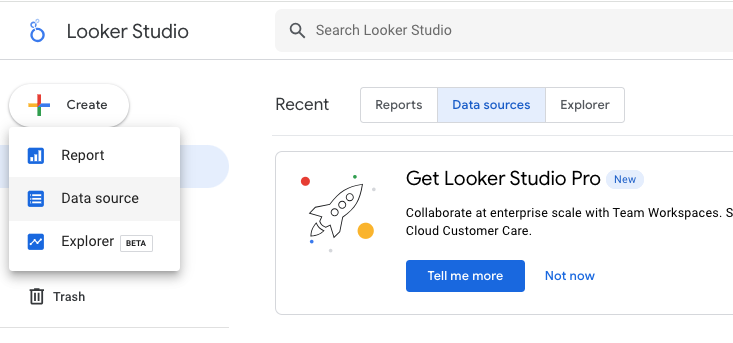 Looker Studio
Search Looker Studio
Create
Recent
Reports
Data sources
Explorer
Report
Data source
Explorer BETA
Trash
Get Looker Studio Pro New
Collaborate at enterprise scale with Team Workspaces. S
Cloud Customer Care.
Tell me more
Not now